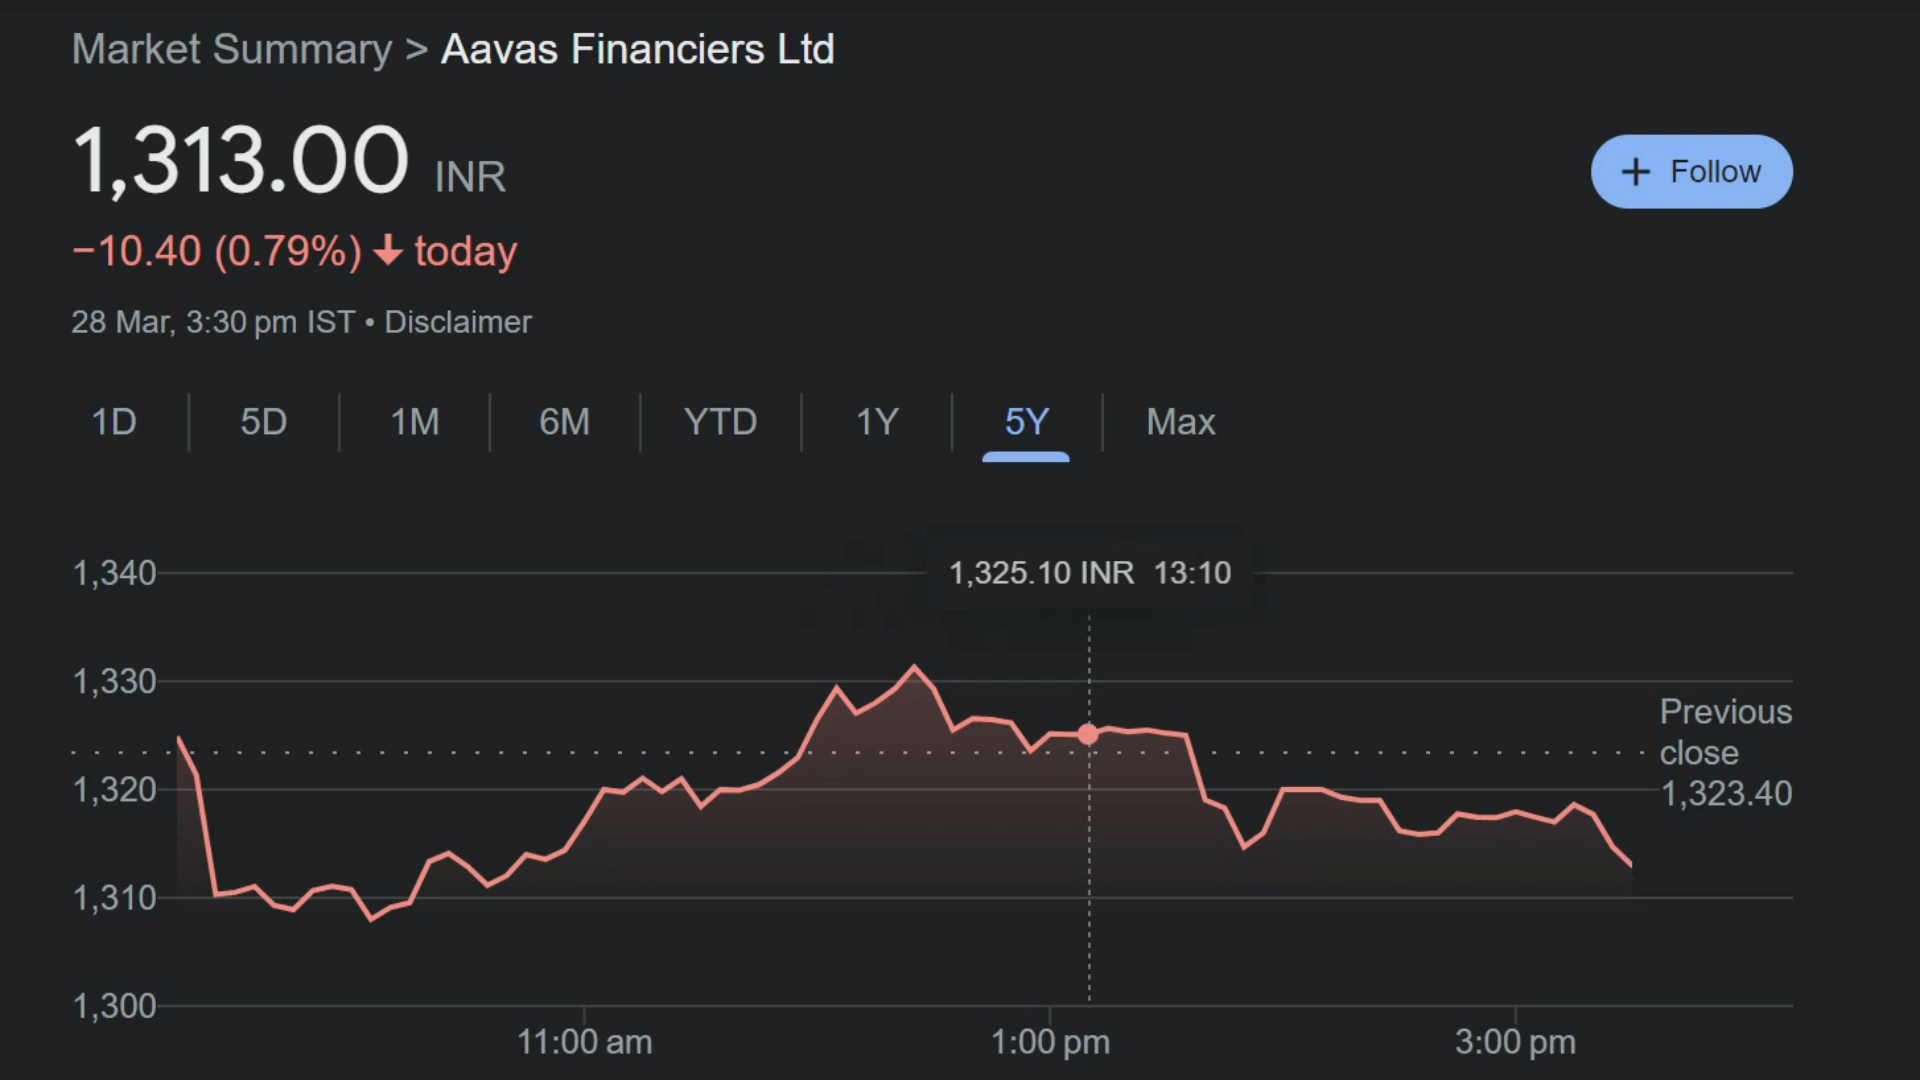 Market Summary > Aavas Financiers Ltd
1,313.00 INR
+ Follow
−10.40 (0.79%) ↓ today
28 Mar, 3:30 pm IST • Disclaimer
1D 5D 1M 6M YTD 1Y 5Y Max
1,325.10 INR 13:10
1,340
1,330
1,320
1,310
1,300
Previous
close
1,323.40
11:00 am 1:00 pm 3:00 pm